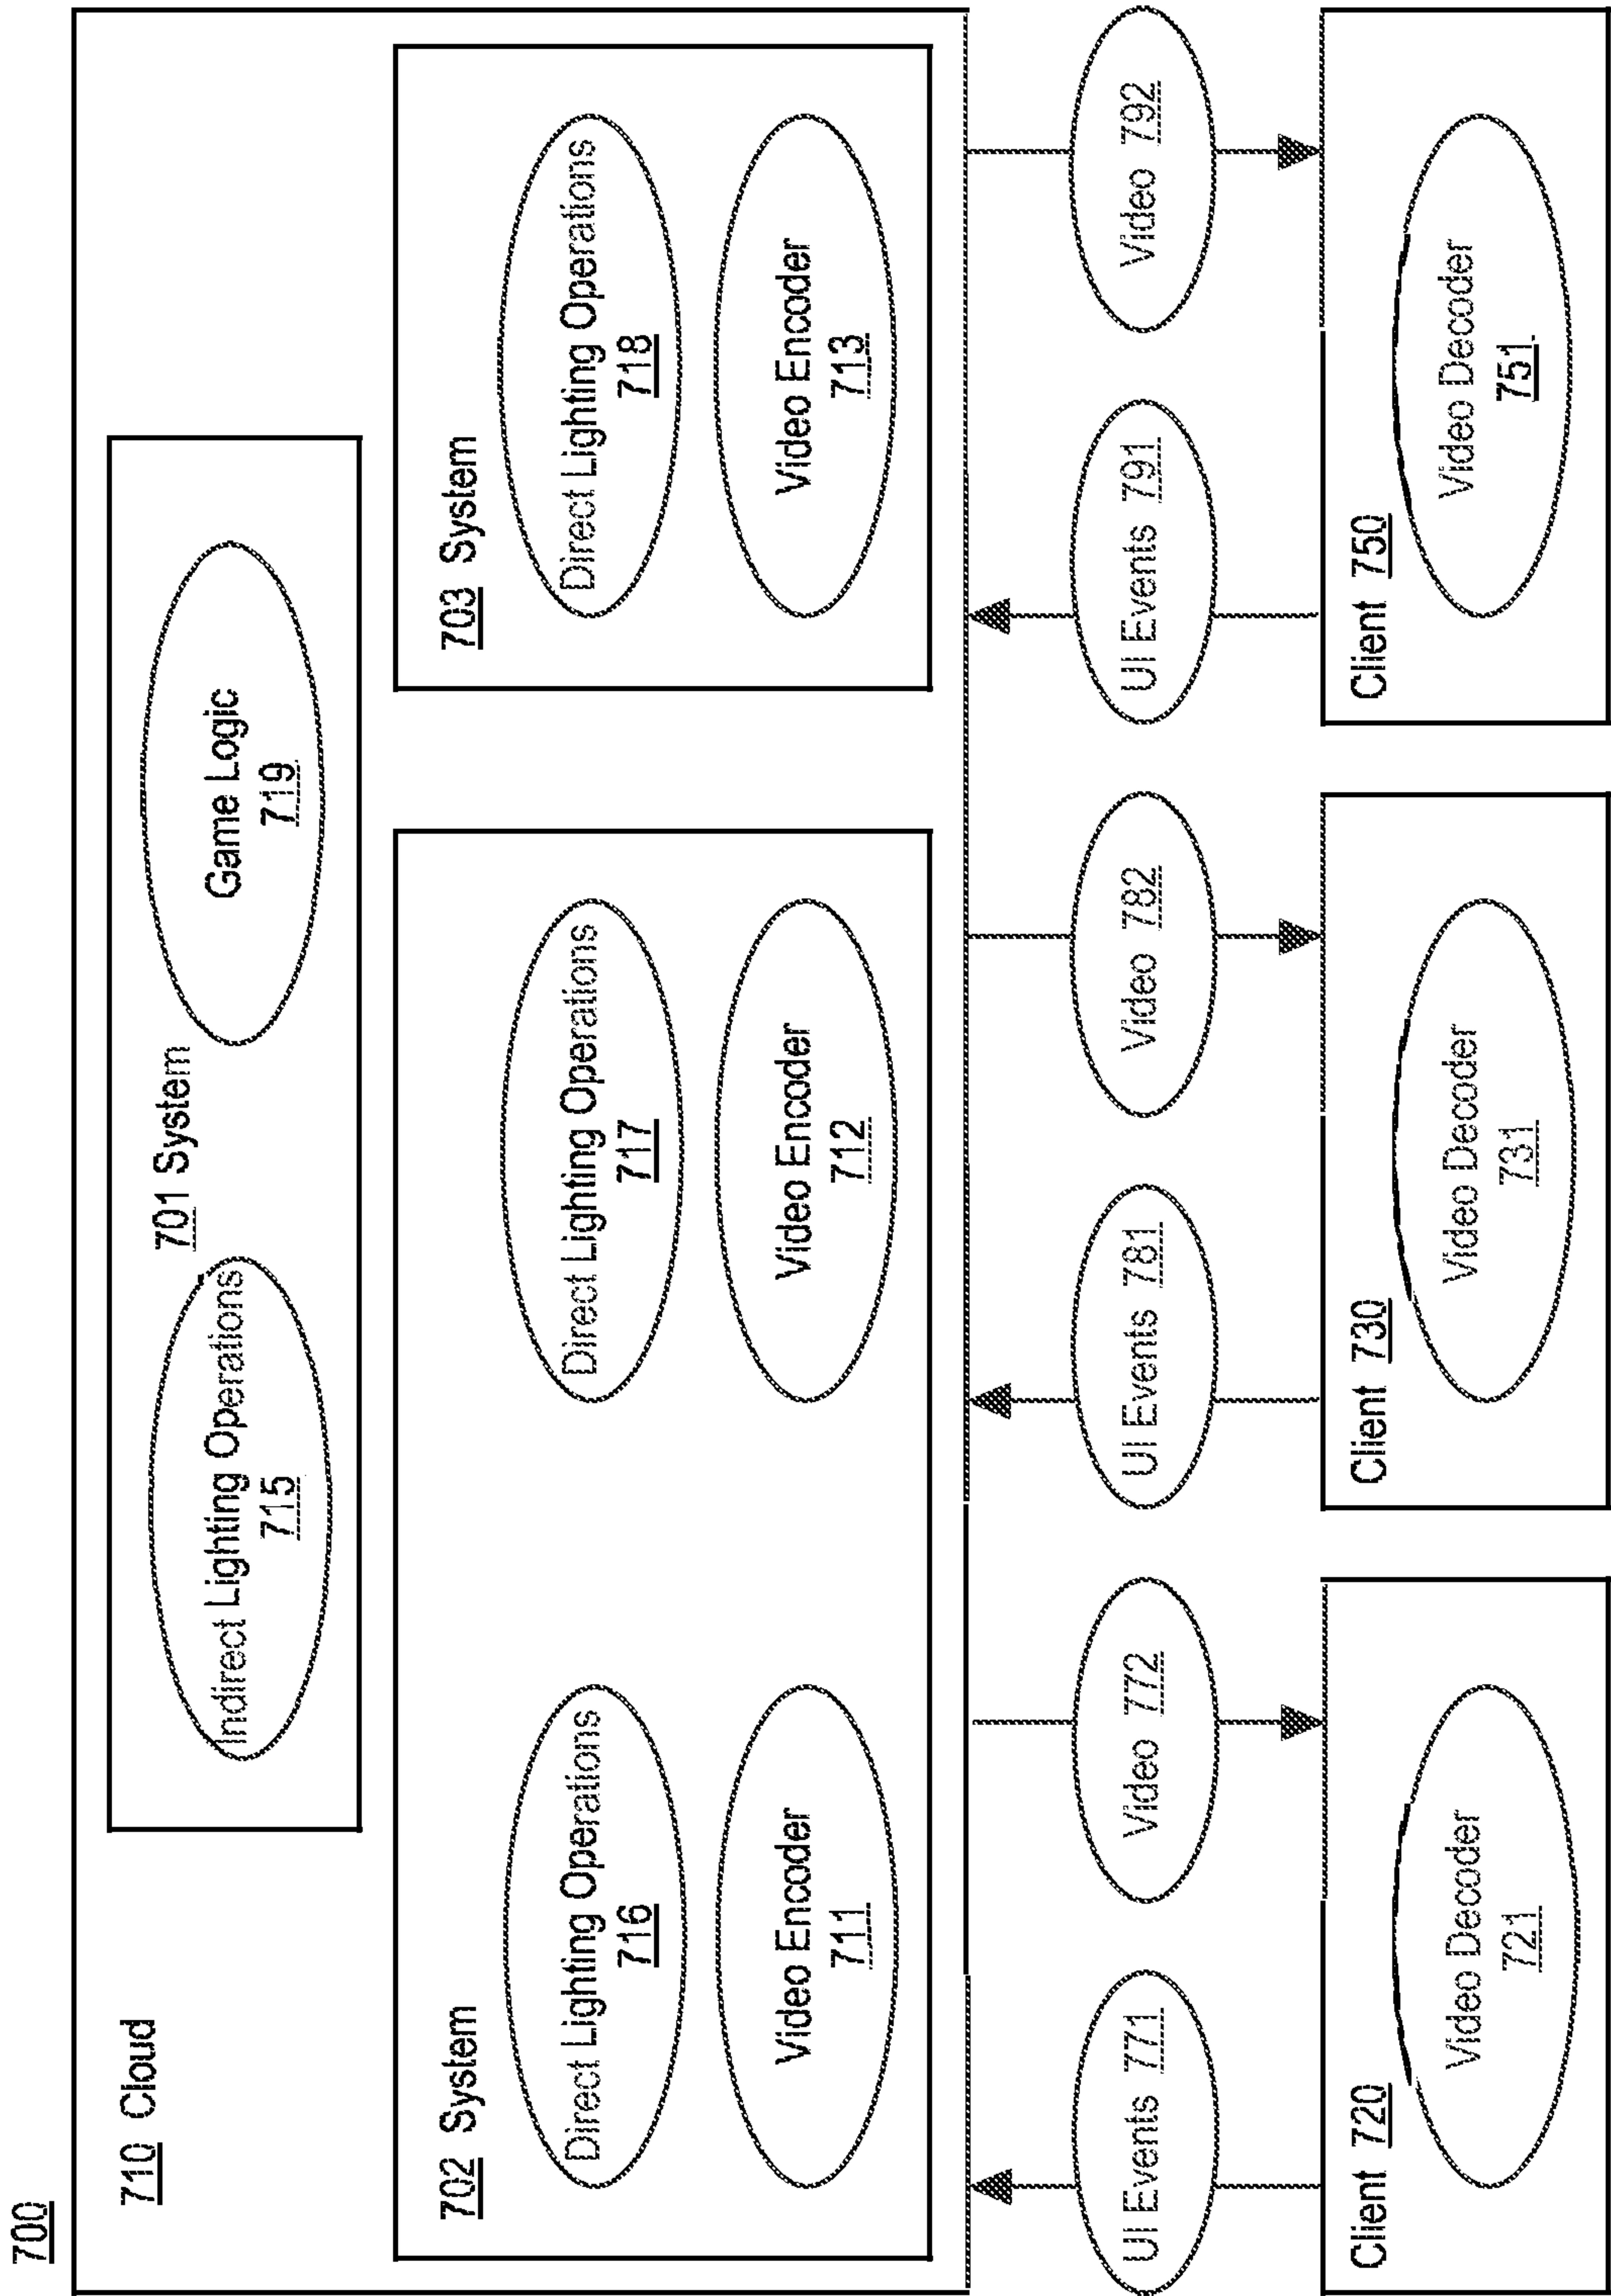 700
710 Cloud
701 System
Indirect Lighting Operations
715
Game Logic
719
702 System
Direct Lighting Operations
716
Direct Lighting Operations
717
Video Encoder
711
Video Encoder
712
703 System
Direct Lighting Operations
718
Video Encoder
713
UI Events 771
Video 772
UI Events 781
Video 782
UI Events 791
Video 792
Client 720
Video Decoder
721
Client 730
Video Decoder
731
Client 750
Video Decoder
751